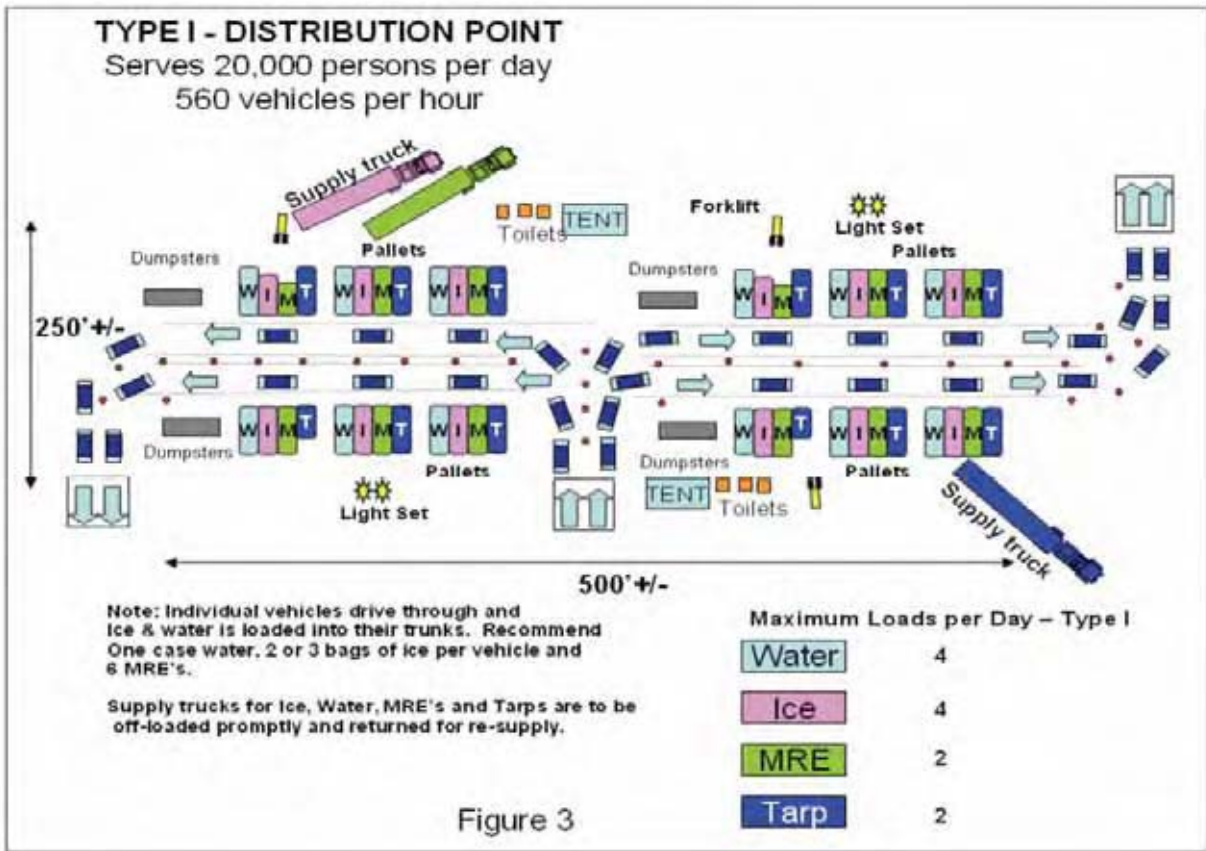 TYPE I - DISTRIBUTION POINT
Serves 20,000 persons per day
560 vehicles per hour
Supply truck
Toilets
TENT
Forklift
Light Set
Pallets
Pallets
Dumpsters
Dumpsters
W I M T
W I M T
W I M T
W I M T
W I M T
W I M T
250'+/-
W I M T
W I M T
W I M T
W I M T
W I M T
W I M T
Dumpsters
Pallets
Dumpsters
Pallets
TENT
Toilets
Light Set
Supply truck
500'+/-
Note: Individual vehicles drive through and
Ice & water is loaded into their trunks. Recommend
One case water, 2 or 3 bags of ice per vehicle and
6 MRE's.
Supply trucks for Ice, Water, MRE's and Tarps are to be
off-loaded promptly and returned for re-supply.
Maximum Loads per Day – Type I
Water 4
Ice 4
MRE 2
Tarp 2
Figure 3